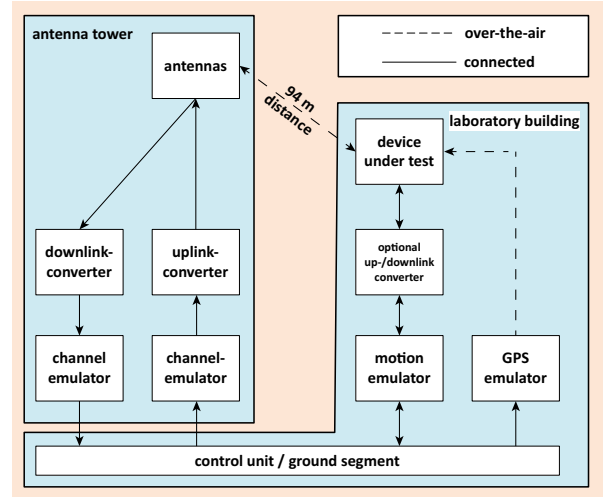 antenna tower
antennas
over-the-air
connected
94 m
distance
laboratory building
device
under test
downlink-
converter
uplink-
converter
optional
up-/downlink
converter
channel
emulator
channel-
emulator
motion
emulator
GPS
emulator
control unit / ground segment